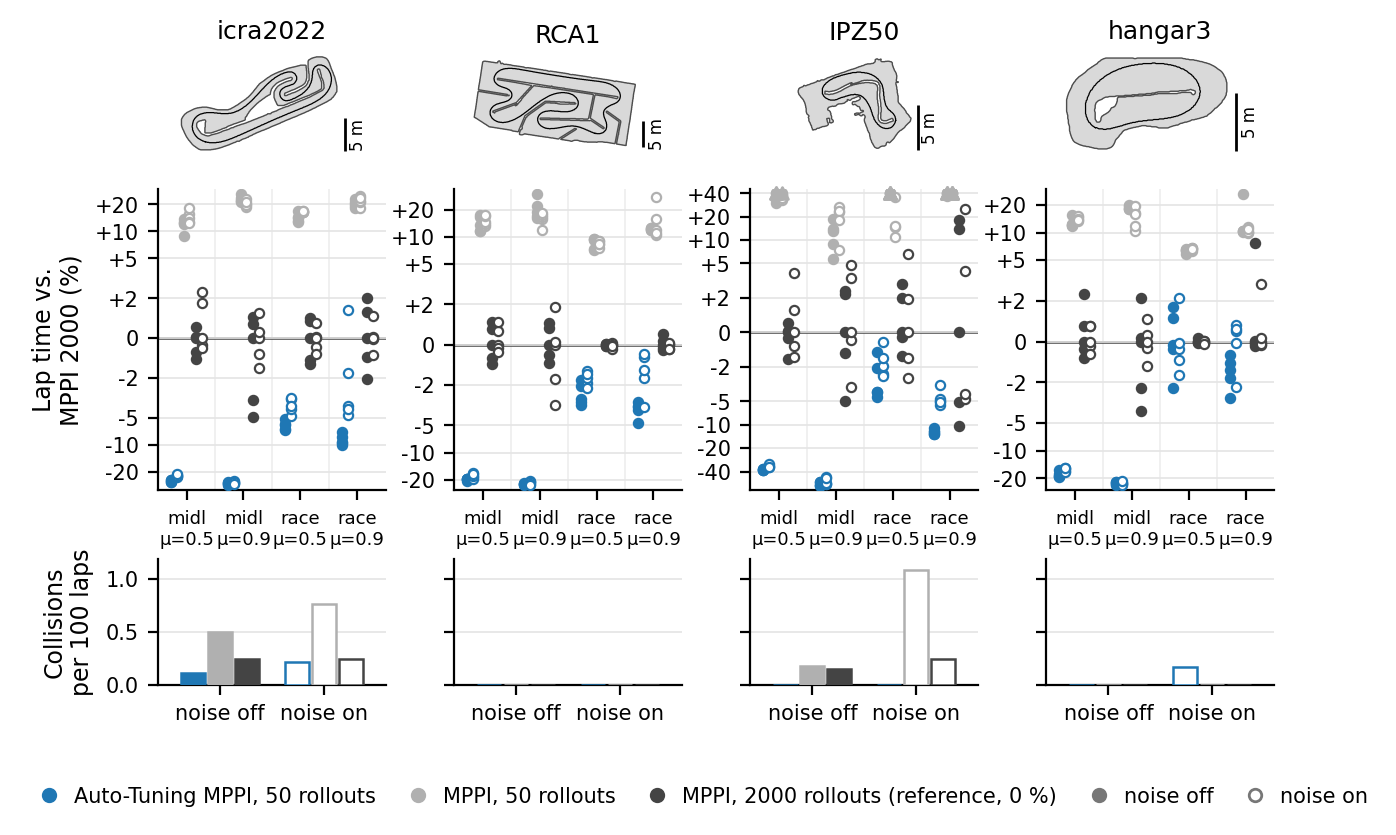 icra2022
RCA1
IPZ50
hangar3
5 m
5 m
5 m
5 m
Lap time vs.
MPPI 2000 (%)
+20
+10
+5
+2
0
-2
-5
-10
-20
+20
+10
+5
+2
0
-2
-5
-10
-20
+40
+20
+10
+5
+2
0
-2
-5
-10
-20
-40
+20
+10
+5
+2
0
-2
-5
-10
-20
midl midl race race
μ=0.5 μ=0.9 μ=0.5 μ=0.9
midl midl race race
μ=0.5 μ=0.9 μ=0.5 μ=0.9
midl midl race race
μ=0.5 μ=0.9 μ=0.5 μ=0.9
midl midl race race
μ=0.5 μ=0.9 μ=0.5 μ=0.9
Collisions
per 100 laps
1.0
0.5
0.0
noise off noise on
noise off noise on
noise off noise on
noise off noise on
Auto-Tuning MPPI, 50 rollouts MPPI, 50 rollouts MPPI, 2000 rollouts (reference, 0 %) noise off noise on